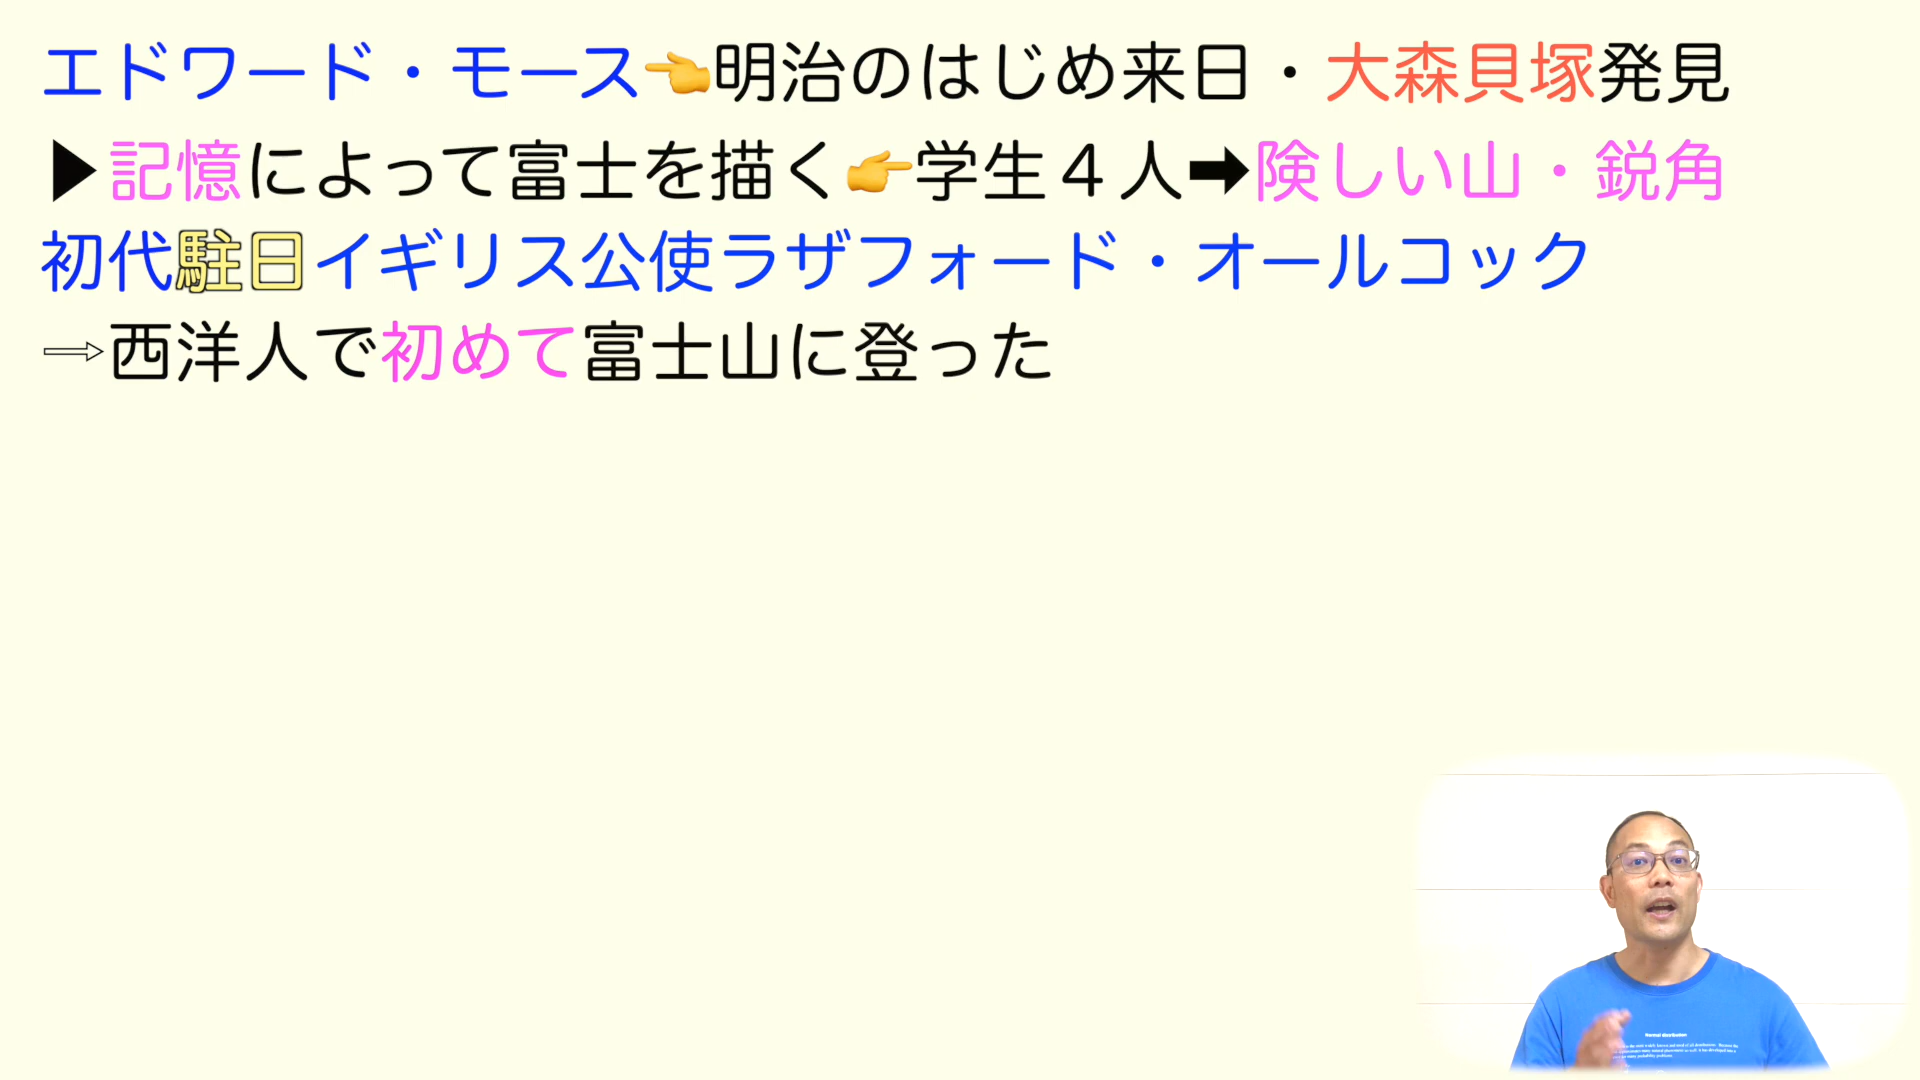 エドワード・モース👈明治のはじめ来日・大森貝塚発見
▶記憶によって富士を描く👉学生４人➡険しい山・鋭角
初代駐日イギリス公使ラザフォード・オールコック
⇨西洋人で初めて富士山に登った
Normal distribution